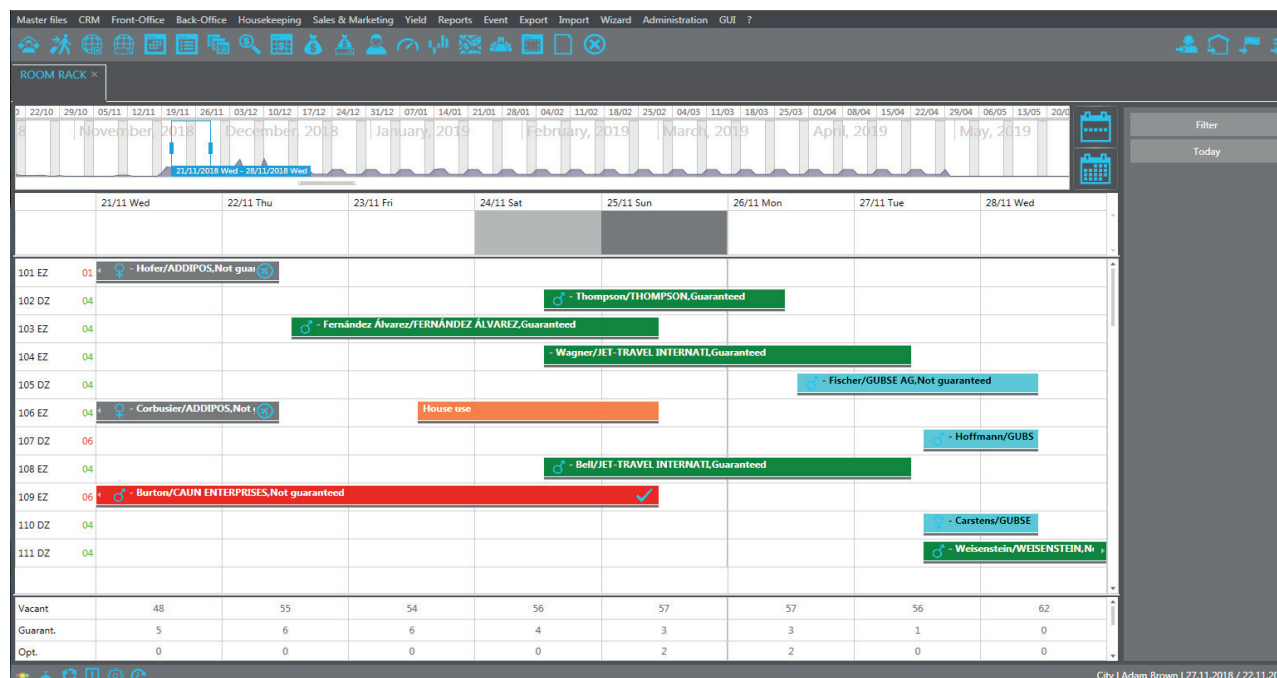 Master files CRM Front-Office Back-Office Housekeeping Sales & Marketing Yield Reports Event Export Import Wizard Administration GUI ?
ROOM RACK ×
22/10 29/10 05/11 12/11 19/11 26/11 03/12 10/12 17/12 24/12 31/12 07/01 14/01 21/01 28/01 04/02 11/02 18/02 25/02 04/03 11/03 18/03 25/03 01/04 08/04 15/04 22/04 29/04 06/05 13/05 20/0
8 November, 2018 December, 2018 January, 2019 February, 2019 March, 2019 April, 2019 May, 2019
21/11/2018 Wed - 28/11/2018 Wed
Filter
Today
21/11 Wed 22/11 Thu 23/11 Fri 24/11 Sat 25/11 Sun 26/11 Mon 27/11 Tue 28/11 Wed
101 EZ 01 - Hofer/ADDIPOS,Not gua
102 DZ 04 - Thompson/THOMPSON,Guaranteed
103 EZ 04 - Fernández Álvarez/FERNÁNDEZ ÁLVAREZ,Guaranteed
104 EZ 04 - Wagner/JET-TRAVEL INTERNATI,Guaranteed
105 DZ 04 - Fischer/GUBSE AG,Not guaranteed
106 EZ 04 - Corbusier/ADDIPOS,Not House use
107 DZ 06 - Hoffmann/GUBS
108 EZ 04 - Bell/JET-TRAVEL INTERNATI,Guaranteed
109 EZ 06 - Burton/CAUN ENTERPRISES,Not guaranteed
110 DZ 04 - Carstens/GUBSE
111 DZ 04 - Weisenstein/WEISENSTEIN,N
Vacant 48 55 54 56 57 57 56 62
Guarant. 5 6 6 4 3 3 1 0
Opt. 0 0 0 0 2 2 0 0
City | Adam Brown | 27.11.2018 / 22.11.20